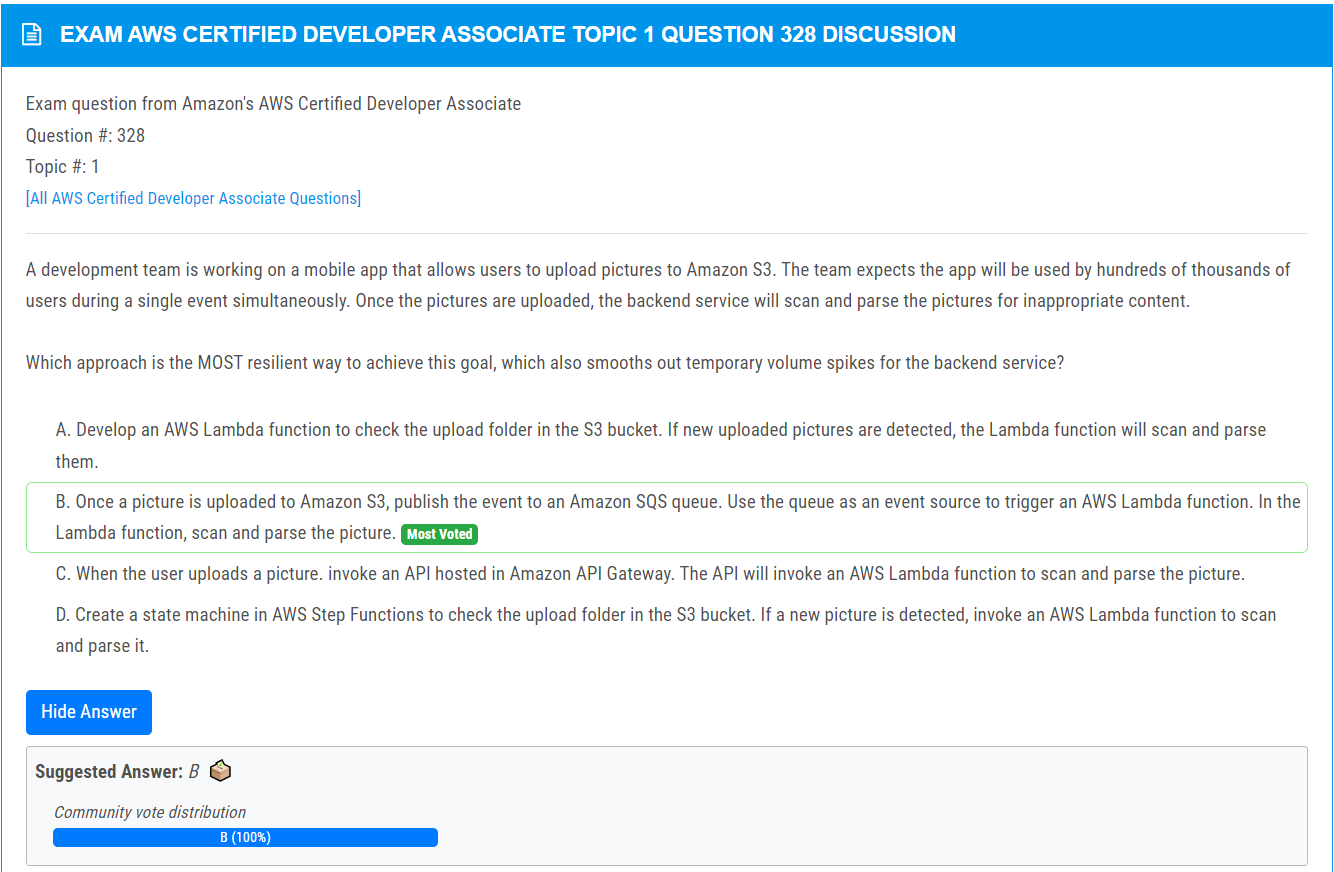 EXAM AWS CERTIFIED DEVELOPER ASSOCIATE TOPIC 1 QUESTION 328 DISCUSSION
Exam question from Amazon's AWS Certified Developer Associate
Question #: 328
Topic #: 1
[All AWS Certified Developer Associate Questions]
A development team is working on a mobile app that allows users to upload pictures to Amazon S3. The team expects the app will be used by hundreds of thousands of
users during a single event simultaneously. Once the pictures are uploaded, the backend service will scan and parse the pictures for inappropriate content.
Which approach is the MOST resilient way to achieve this goal, which also smooths out temporary volume spikes for the backend service?
A. Develop an AWS Lambda function to check the upload folder in the S3 bucket. If new uploaded pictures are detected, the Lambda function will scan and parse
them.
B. Once a picture is uploaded to Amazon S3, publish the event to an Amazon SQS queue. Use the queue as an event source to trigger an AWS Lambda function. In the
Lambda function, scan and parse the picture. Most Voted
C. When the user uploads a picture. invoke an API hosted in Amazon API Gateway. The API will invoke an AWS Lambda function to scan and parse the picture.
D. Create a state machine in AWS Step Functions to check the upload folder in the S3 bucket. If a new picture is detected, invoke an AWS Lambda function to scan
and parse it.
Hide Answer
Suggested Answer: B
Community vote distribution
B (100%)